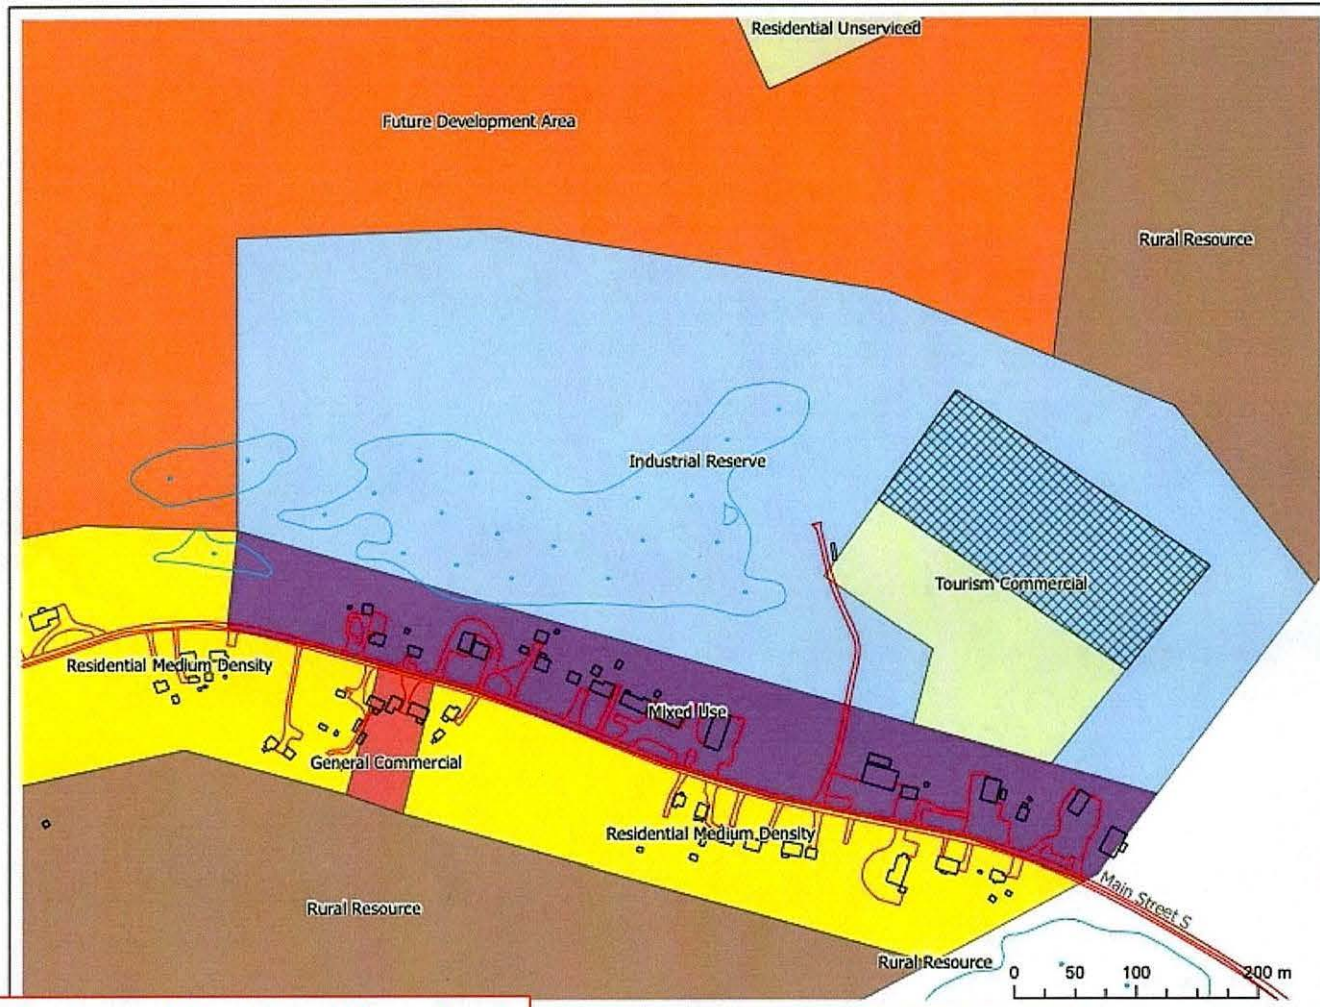 Residential Unserviced
Future Development Area
Rural Resource
Industrial Reserve
Tourism Commercial
Residential Medium Density
Mixed Use
General Commercial
Residential Medium Density
Main Street S
Rural Resource
Rural Resource
0 50 100 200 m